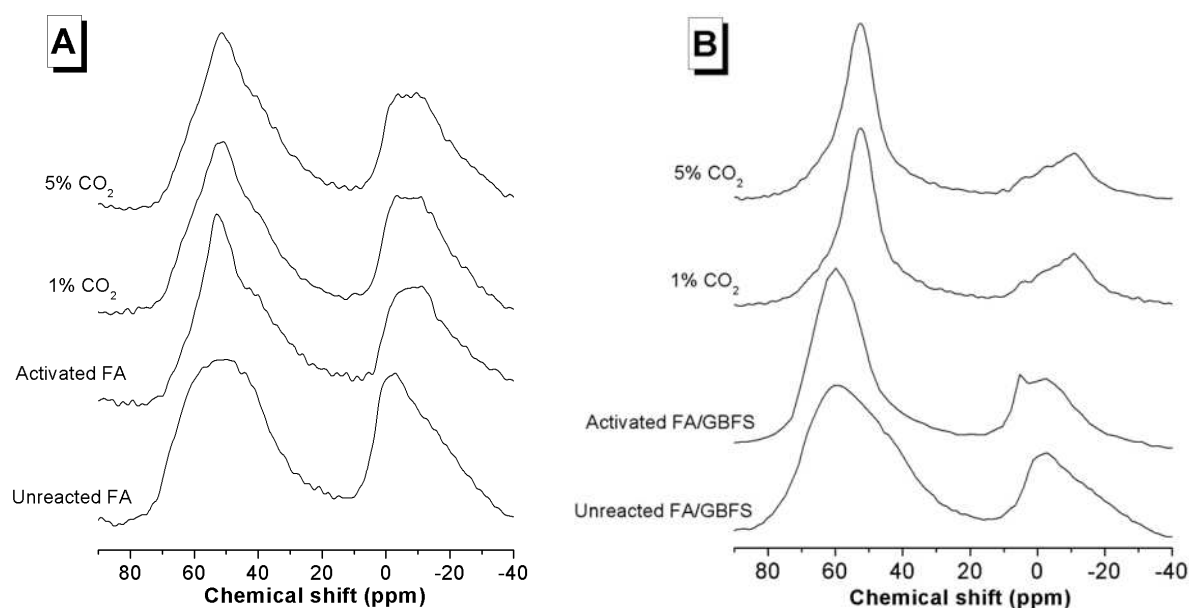 A
5% CO₂
1% CO₂
Activated FA
Unreacted FA
80 60 40 20 0 -20 -40
Chemical shift (ppm)
B
5% CO₂
1% CO₂
Activated FA/GBFS
Unreacted FA/GBFS
80 60 40 20 0 -20 -40
Chemical shift (ppm)